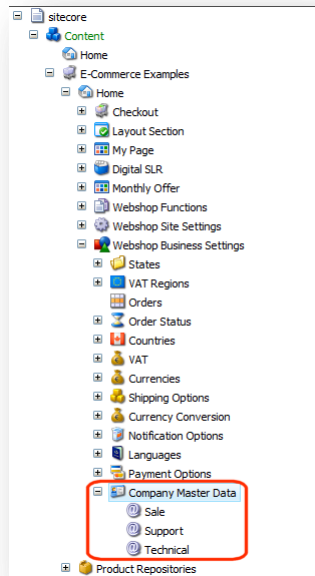 sitecore
Content
Home
E-Commerce Examples
Home
Checkout
Layout Section
My Page
Digital SLR
Monthly Offer
Webshop Functions
Webshop Site Settings
Webshop Business Settings
States
VAT Regions
Orders
Order Status
Countries
VAT
Currencies
Shipping Options
Currency Conversion
Notification Options
Languages
Payment Options
Company Master Data
Sale
Support
Technical
Product Repositories